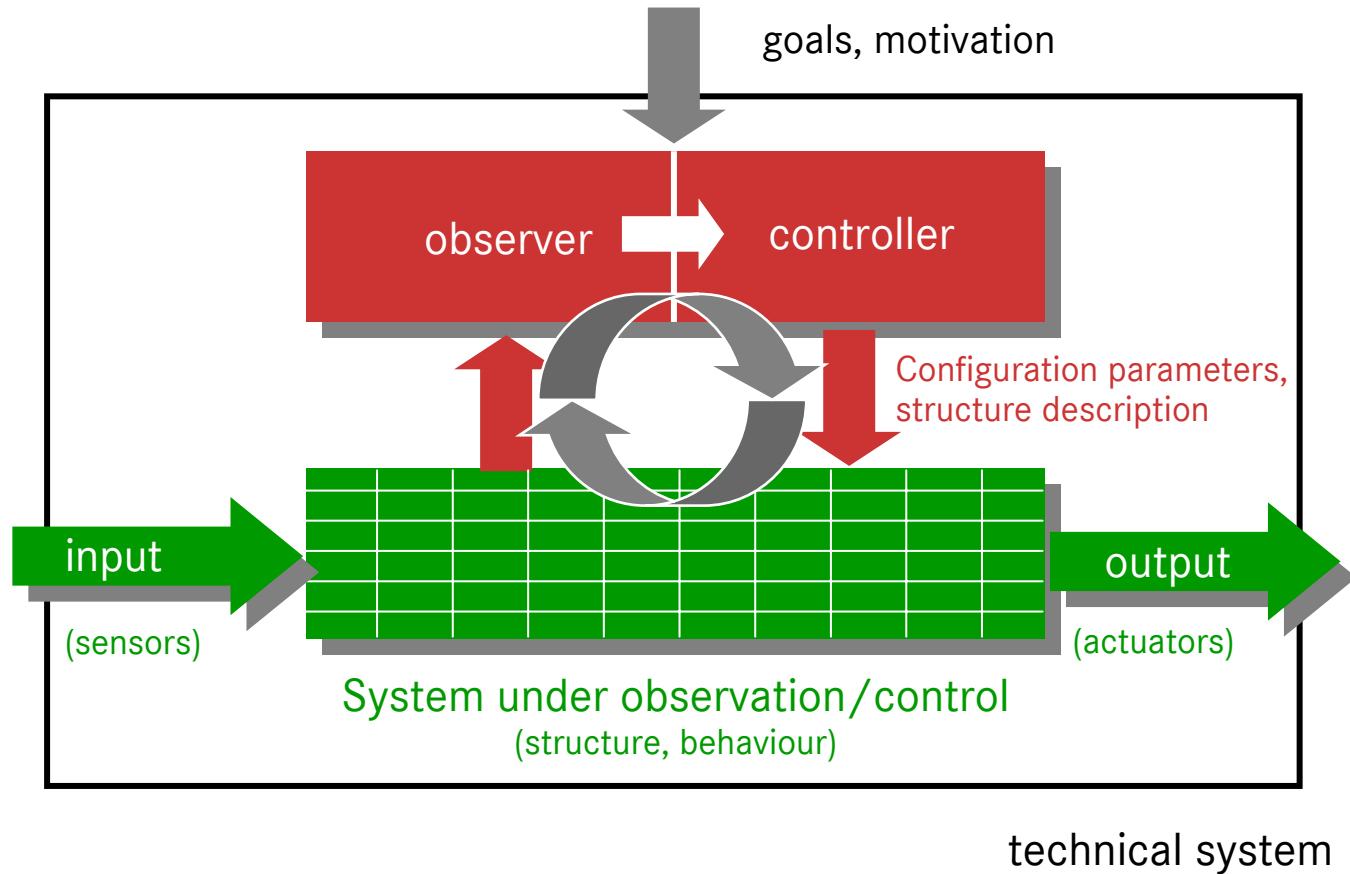 goals, motivation
observer
controller
Configuration parameters,
structure description
input
output
(sensors)
(actuators)
System under observation/control
(structure, behaviour)
technical system